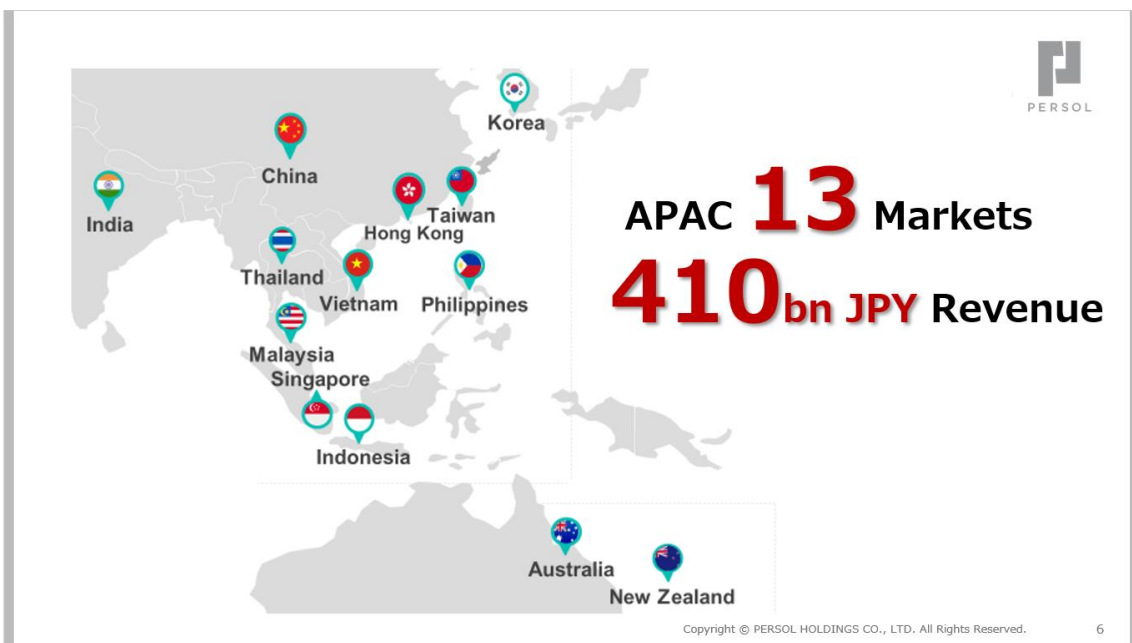 PERSOL
Korea
China
India
Taiwan
Hong Kong
Thailand
Vietnam
Philippines
Malaysia
Singapore
Indonesia
Australia
New Zealand
APAC 13 Markets
410bn JPY Revenue
Copyright © PERSOL HOLDINGS CO., LTD. All Rights Reserved.
6